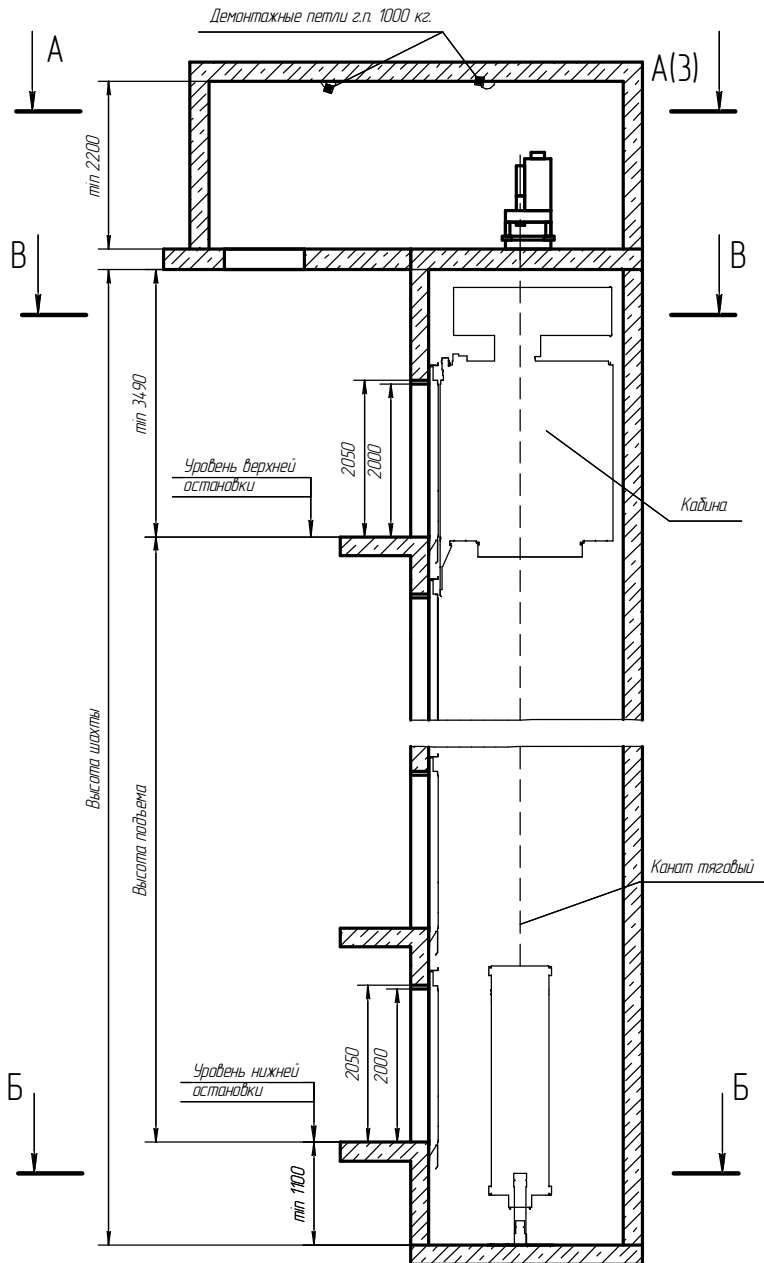 Демонтажные петли г.п. 1000 кг.
А
А(3)
min 2200
В
В
min 3490
2050
2000
Уровень верхней
остановки
Кабина
Высота шахты
Высота подъема
Канат тяговый
2050
2000
Уровень нижней
остановки
Б
Б
min 1100